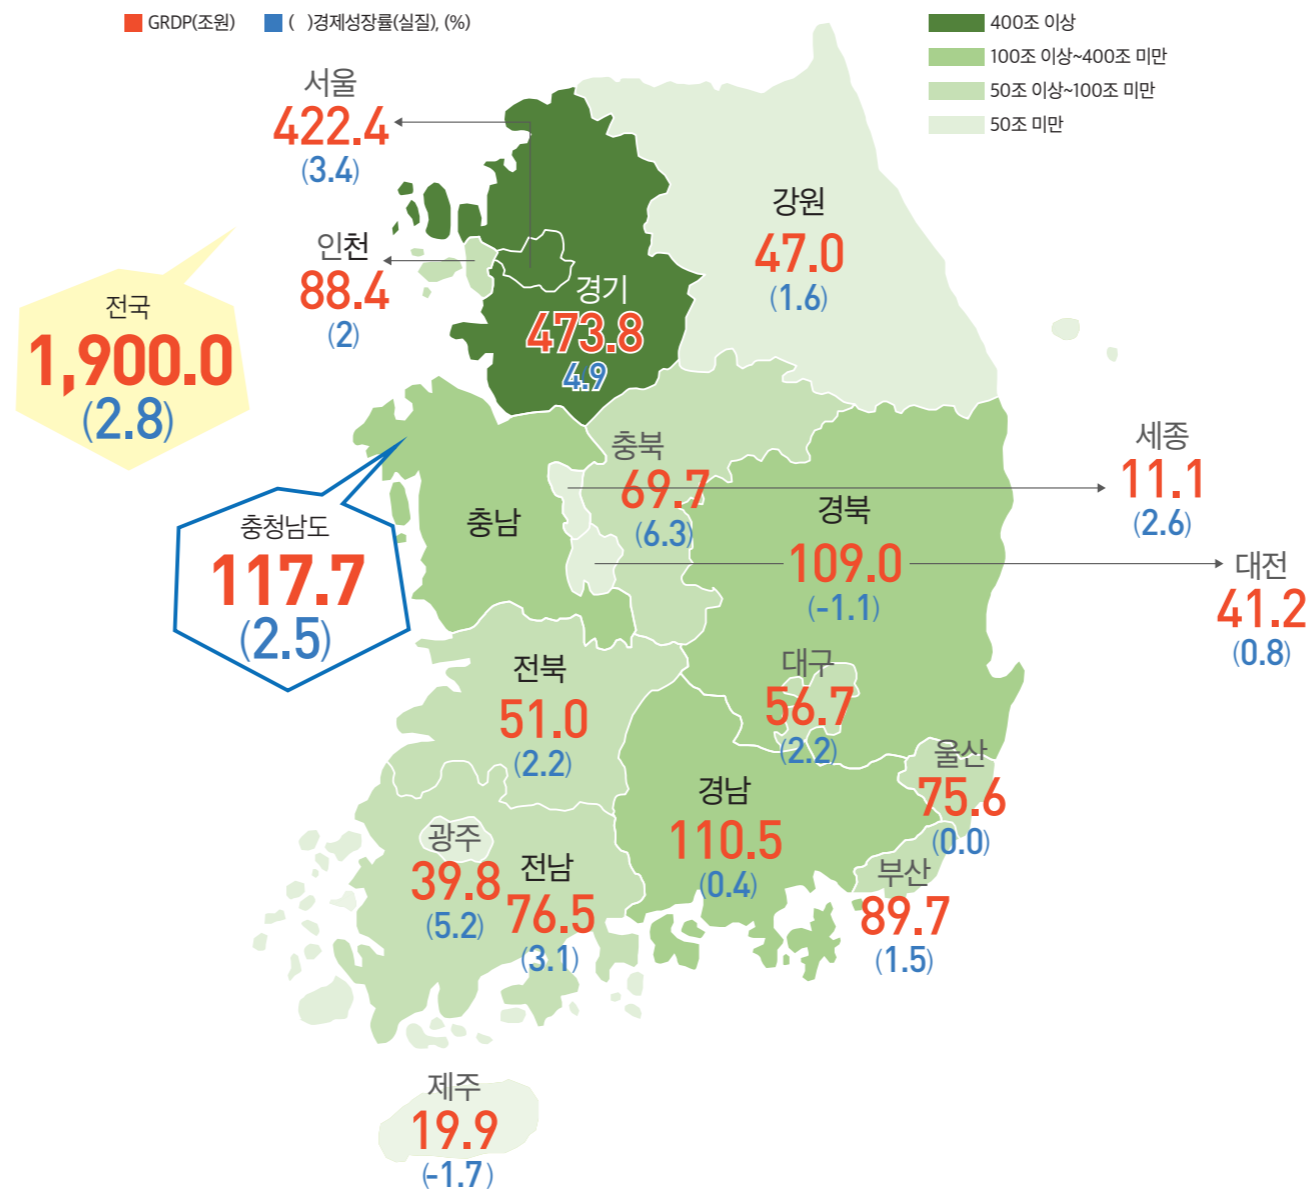 GRDP(조원) ( )경제성장률(실질), (%)
400조 이상
100조 이상~400조 미만
50조 이상~100조 미만
50조 미만
서울
422.4
(3.4)
인천
88.4
(2)
경기
473.8
4.9
강원
47.0
(1.6)
전국
1,900.0
(2.8)
충청남도
117.7
(2.5)
충남
충북
69.7
(6.3)
세종
11.1
(2.6)
경북
109.0
(-1.1)
대전
41.2
(0.8)
전북
51.0
(2.2)
대구
56.7
(2.2)
울산
75.6
(0.0)
경남
110.5
(0.4)
부산
89.7
(1.5)
광주
39.8
(5.2)
전남
76.5
(3.1)
제주
19.9
(-1.7)